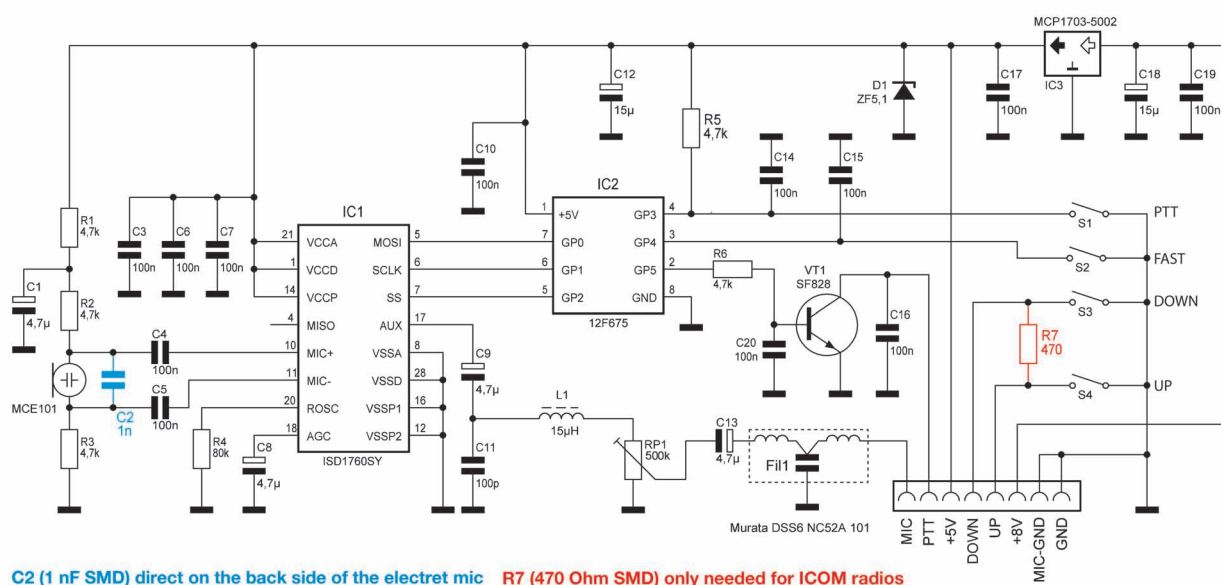 MCP1703-5002
IC3
C12
15µ
D1
ZF5,1
C17
100n
C18
15µ
C19
100n
R5
4,7k
C10
100n
C14
100n
C15
100n
R1
4,7k
C3
100n
C6
100n
C7
100n
C1
4,7µ
R2
4,7k
MCE101
C2
1n
R3
4,7k
C4
100n
C5
100n
R4
80k
C8
4,7µ
IC1
21 VCCA MOSI 5
1 VCCD SCLK 6
14 VCCP SS 7
4 MISO AUX 17
10 MIC+ VSSA 8
11 MIC- VSSD 28
20 ROSC VSSP1 16
18 AGC VSSP2 12
ISD1760SY
IC2
1 +5V GP3 4
7 GP0 GP4 3
6 GP1 GP5 2
5 GP2 GND 8
12F675
C9
4,7µ
C11
100p
L1
15µH
RP1
500k
R6
4,7k
VT1
SF828
C20
100n
C16
100n
C13
4,7µ
Fil1
Murata DSS6 NC52A 101
S1
PTT
S2
FAST
S3
DOWN
R7
470
S4
UP
MIC
PTT
+5V
DOWN
UP
+8V
MIC-GND
GND
C2 (1 nF SMD) direct on the back side of the electret mic
R7 (470 Ohm SMD) only needed for ICOM radios